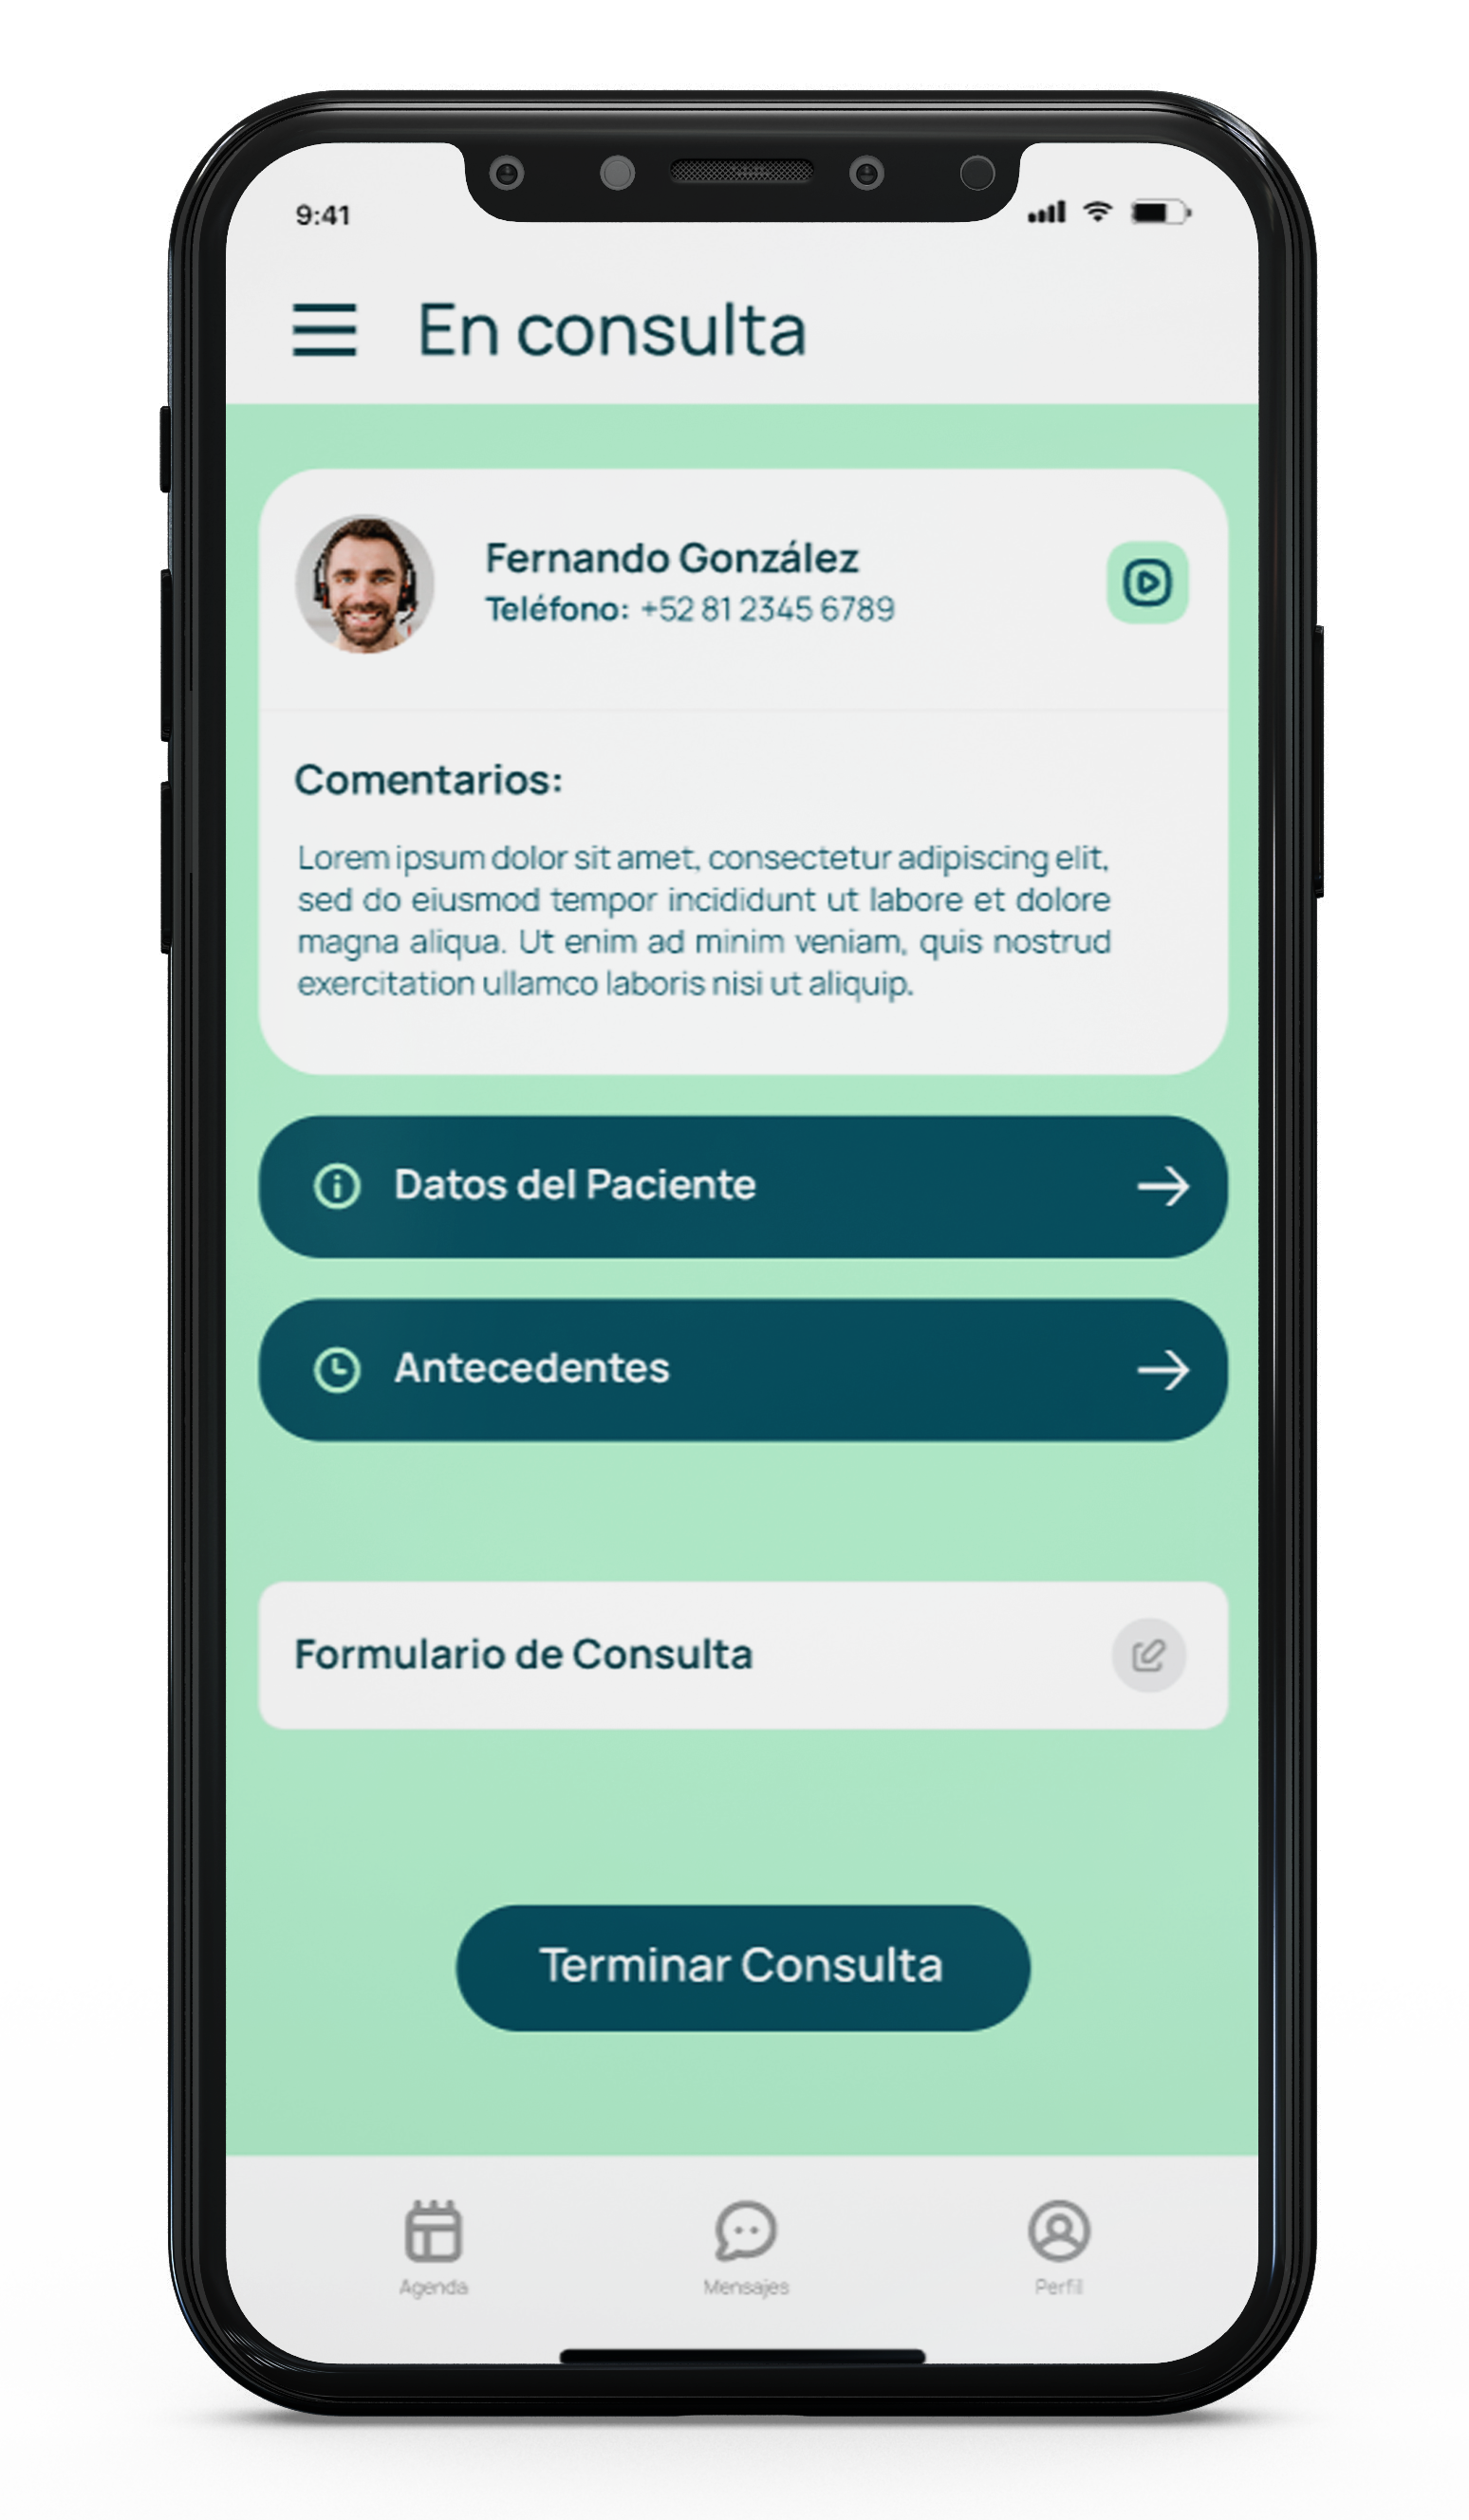 9:41
En consulta
Fernando González
Teléfono: +52 81 2345 6789
Comentarios:
Lorem ipsum dolor sit amet, consectetur adipiscing elit,
sed do eiusmod tempor incididunt ut labore et dolore
magna aliqua. Ut enim ad minim veniam, quis nostrud
exercitation ullamco laboris nisi ut aliquip.
Datos del Paciente
Antecedentes
Formulario de Consulta
Terminar Consulta
Agenda
Mensajes
Perfil